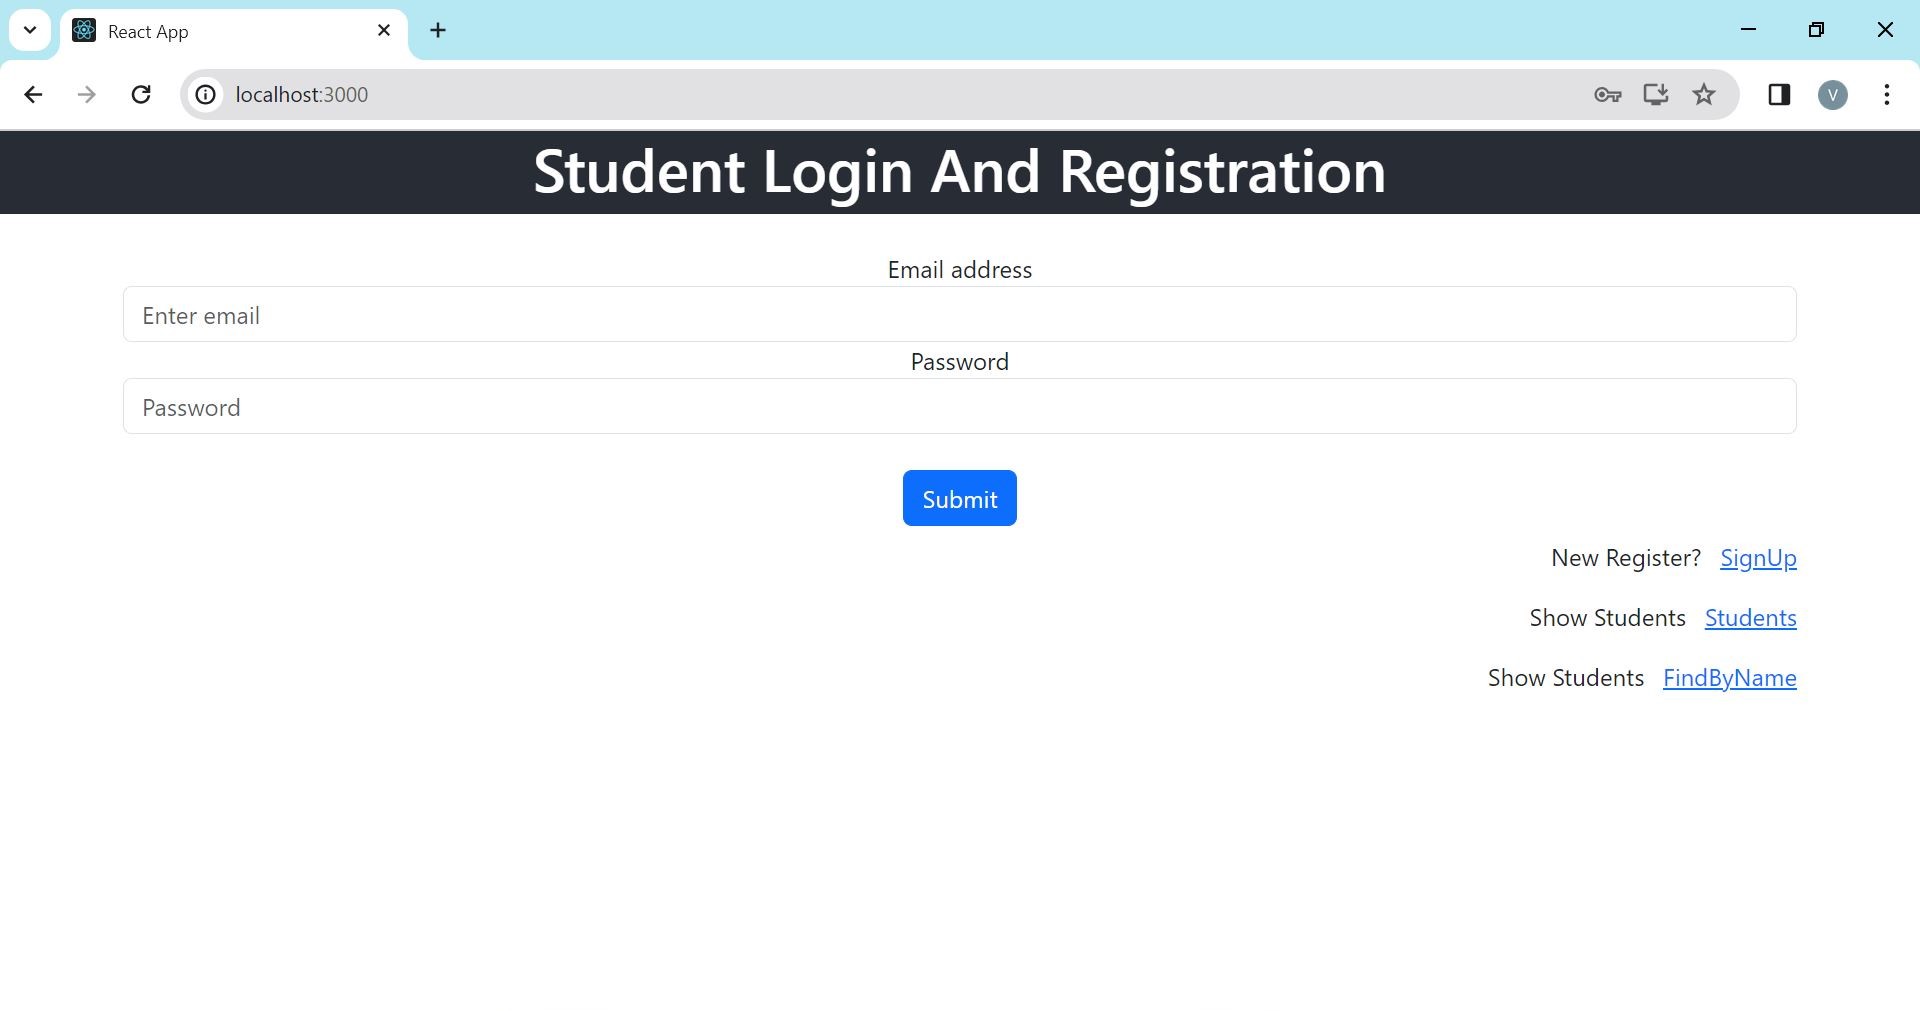 React App
localhost:3000
V
Student Login And Registration
Email address
Enter email
Password
Password
Submit
New Register? SignUp
Show Students Students
Show Students FindByName